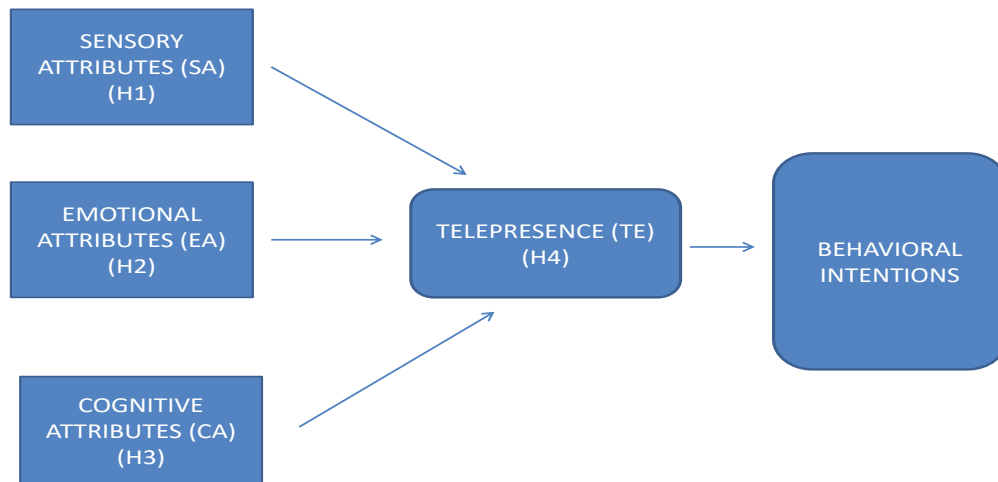 SENSORY
ATTRIBUTES (SA)
(H1)
EMOTIONAL
ATTRIBUTES (EA)
(H2)
COGNITIVE
ATTRIBUTES (CA)
(H3)
TELEPRESENCE (TE)
(H4)
BEHAVIORAL
INTENTIONS